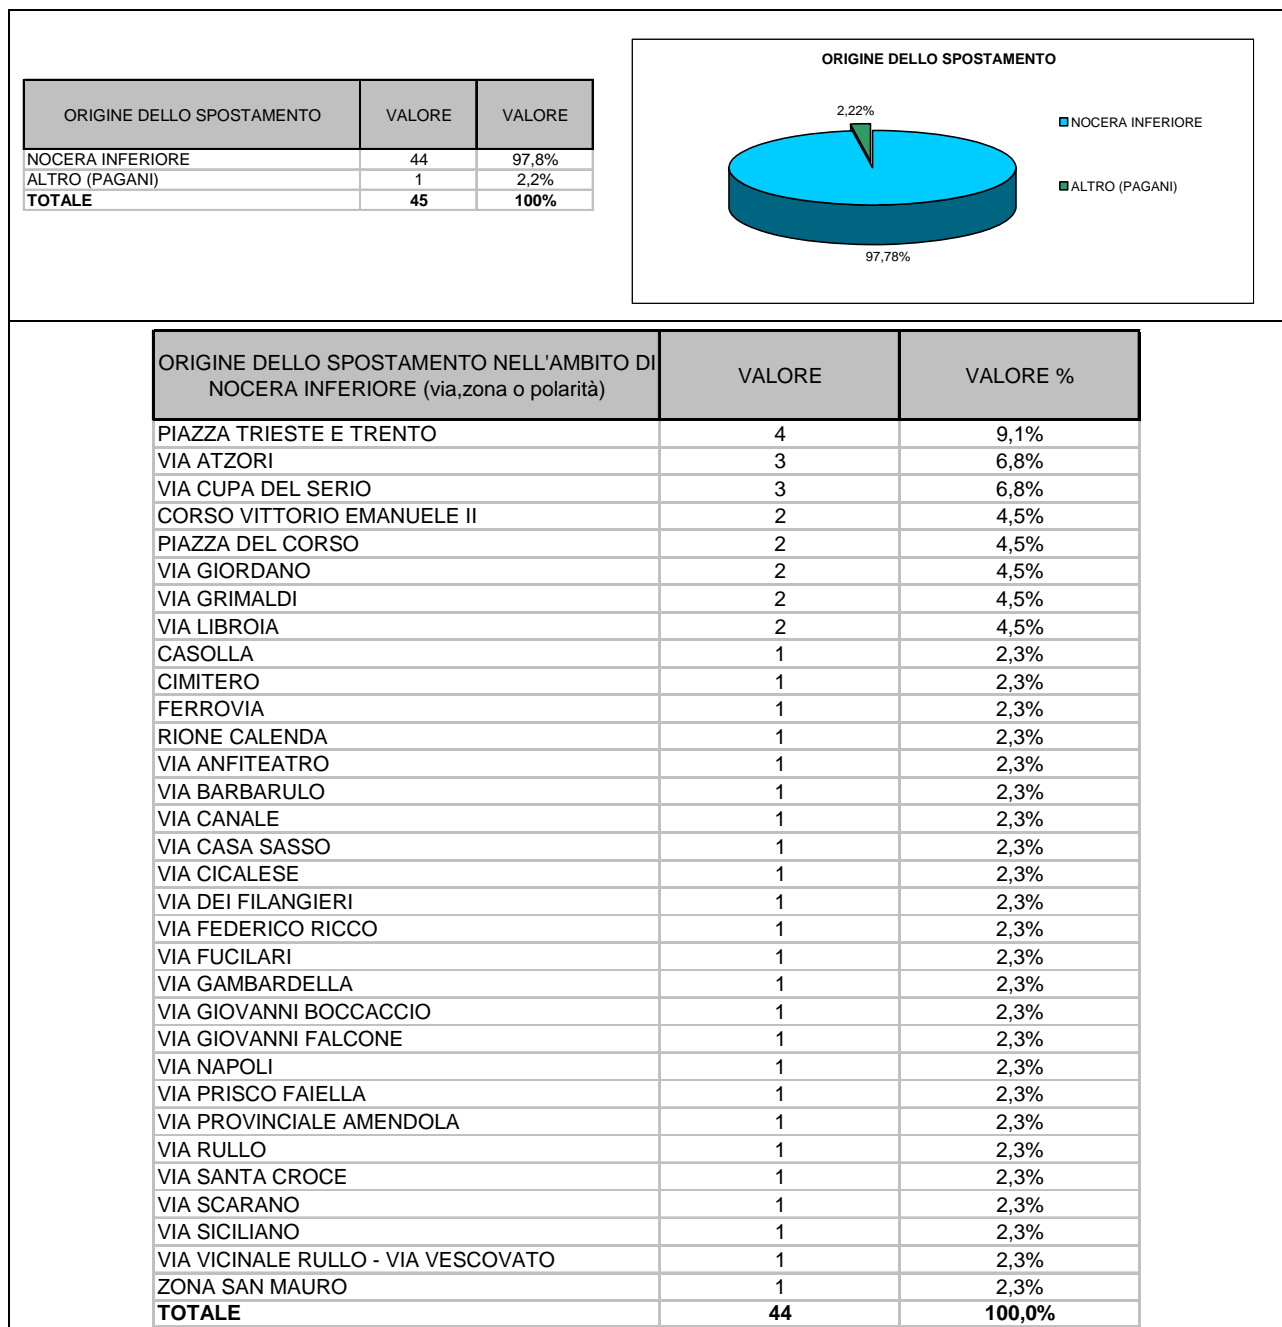 ORIGINE DELLO SPOSTAMENTO VALORE VALORE
NOCERA INFERIORE 44 97,8%
ALTRO (PAGANI) 1 2,2%
TOTALE 45 100%
ORIGINE DELLO SPOSTAMENTO
2,22%
NOCERA INFERIORE
ALTRO (PAGANI)
97,78%
ORIGINE DELLO SPOSTAMENTO NELL'AMBITO DI
NOCERA INFERIORE (via,zona o polarità)
VALORE VALORE %
PIAZZA TRIESTE E TRENTO 4 9,1%
VIA ATZORI 3 6,8%
VIA CUPA DEL SERIO 3 6,8%
CORSO VITTORIO EMANUELE II 2 4,5%
PIAZZA DEL CORSO 2 4,5%
VIA GIORDANO 2 4,5%
VIA GRIMALDI 2 4,5%
VIA LIBROIA 2 4,5%
CASOLLA 1 2,3%
CIMITERO 1 2,3%
FERROVIA 1 2,3%
RIONE CALENDA 1 2,3%
VIA ANFITEATRO 1 2,3%
VIA BARBARULO 1 2,3%
VIA CANALE 1 2,3%
VIA CASA SASSO 1 2,3%
VIA CICALESE 1 2,3%
VIA DEI FILANGIERI 1 2,3%
VIA FEDERICO RICCO 1 2,3%
VIA FUCILARI 1 2,3%
VIA GAMBARDELLA 1 2,3%
VIA GIOVANNI BOCCACCIO 1 2,3%
VIA GIOVANNI FALCONE 1 2,3%
VIA NAPOLI 1 2,3%
VIA PRISCO FAIELLA 1 2,3%
VIA PROVINCIALE AMENDOLA 1 2,3%
VIA RULLO 1 2,3%
VIA SANTA CROCE 1 2,3%
VIA SCARANO 1 2,3%
VIA SICILIANO 1 2,3%
VIA VICINALE RULLO - VIA VESCOVATO 1 2,3%
ZONA SAN MAURO 1 2,3%
TOTALE 44 100,0%